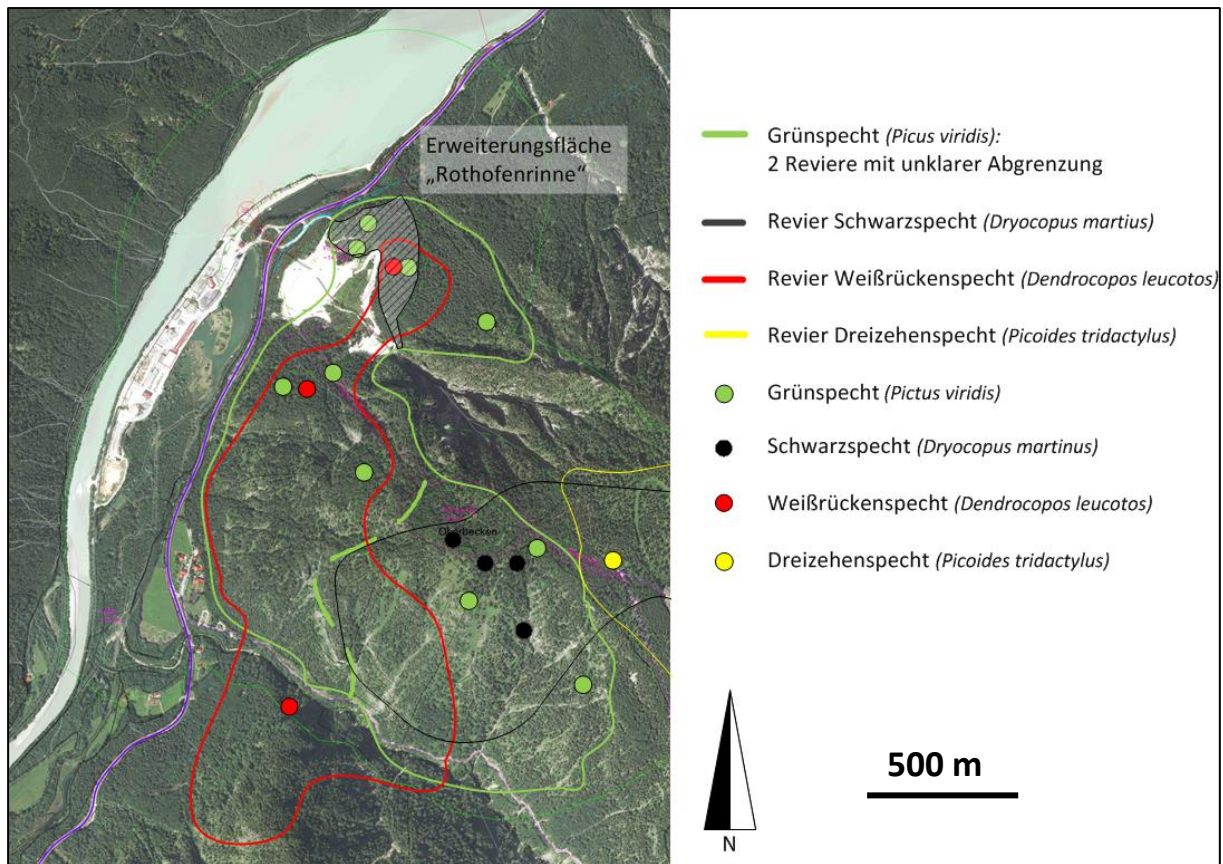 Erweiterungsfläche
„Rothofenrinne“
Oberbecken
Grünspecht (Picus viridis):
2 Reviere mit unklarer Abgrenzung
Revier Schwarzspecht (Dryocopus martius)
Revier Weißrückenspecht (Dendrocopos leucotos)
Revier Dreizehenspecht (Picoides tridactylus)
Grünspecht (Pictus viridis)
Schwarzspecht (Dryocopus martinus)
Weißrückenspecht (Dendrocopos leucotos)
Dreizehenspecht (Picoides tridactylus)
500 m
N